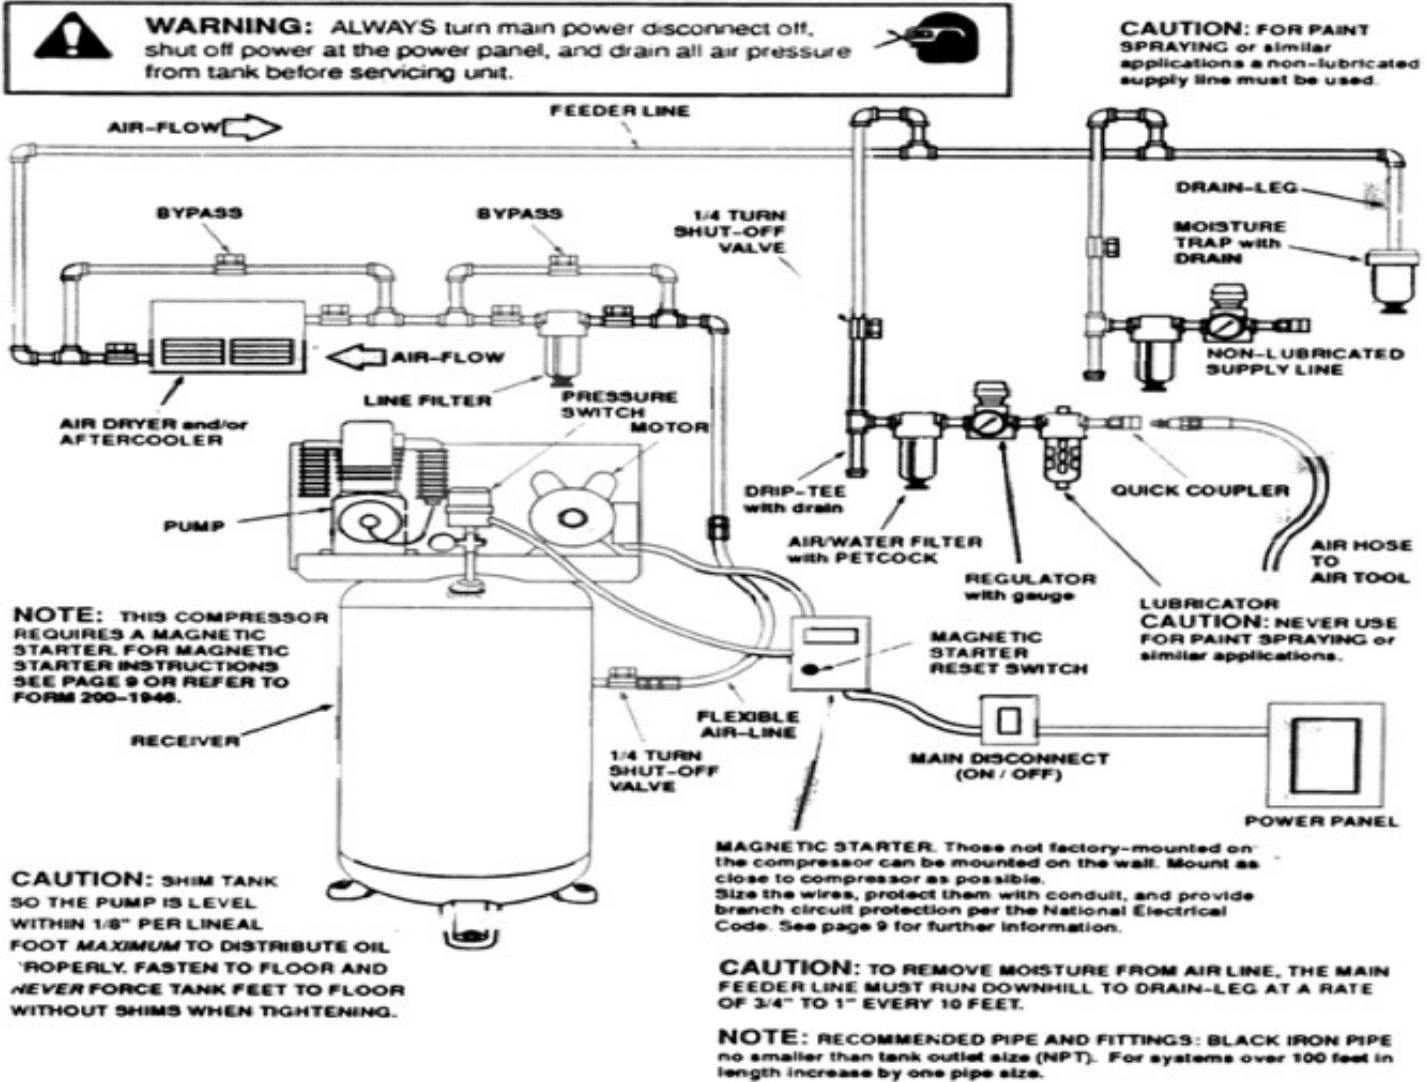 WARNING: ALWAYS turn main power disconnect off,
shut off power at the power panel, and drain all air pressure
from tank before servicing unit.
CAUTION: FOR PAINT
SPRAYING or similar
applications a non-lubricated
supply line must be used.
FEEDER LINE
AIR-FLOW
BYPASS
BYPASS
1/4 TURN
SHUT-OFF
VALVE
DRAIN-LEG
MOISTURE
TRAP with
DRAIN
AIR-FLOW
NON-LUBRICATED
SUPPLY LINE
LINE FILTER
PRESSURE
SWITCH
MOTOR
AIR DRYER and/or
AFTERCOOLER
DRIP-TEE
with drain
QUICK COUPLER
PUMP
AIR/WATER FILTER
with PETCOCK
AIR HOSE
TO
AIR TOOL
REGULATOR
with gauge
LUBRICATOR
CAUTION: NEVER USE
FOR PAINT SPRAYING or
similar applications.
NOTE: THIS COMPRESSOR
REQUIRES A MAGNETIC
STARTER. FOR MAGNETIC
STARTER INSTRUCTIONS
SEE PAGE 9 OR REFER TO
FORM 200-1946.
MAGNETIC
STARTER
RESET SWITCH
RECEIVER
FLEXIBLE
AIR-LINE
1/4 TURN
SHUT-OFF
VALVE
MAIN DISCONNECT
(ON / OFF)
POWER PANEL
MAGNETIC STARTER. Those not factory-mounted on
the compressor can be mounted on the wall. Mount as
close to compressor as possible.
Size the wires, protect them with conduit, and provide
branch circuit protection per the National Electrical
Code. See page 9 for further information.
CAUTION: SHIM TANK
SO THE PUMP IS LEVEL
WITHIN 1/8" PER LINEAL
FOOT MAXIMUM TO DISTRIBUTE OIL
'ROPERLY. FASTEN TO FLOOR AND
NEVER FORCE TANK FEET TO FLOOR
WITHOUT SHIMS WHEN TIGHTENING.
CAUTION: TO REMOVE MOISTURE FROM AIR LINE, THE MAIN
FEEDER LINE MUST RUN DOWNHILL TO DRAIN-LEG AT A RATE
OF 3/4" TO 1" EVERY 10 FEET.
NOTE: RECOMMENDED PIPE AND FITTINGS: BLACK IRON PIPE
no smaller than tank outlet size (NPT). For systems over 100 feet in
length increase by one pipe size.